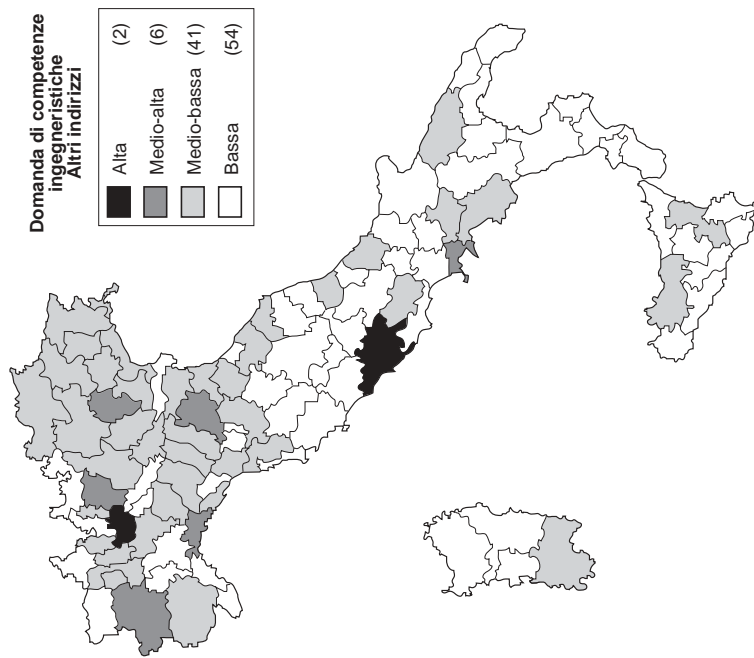 Domanda di competenze
ingegneristiche
Altri indirizzi
Alta (2)
Medio-alta (6)
Medio-bassa (41)
Bassa (54)